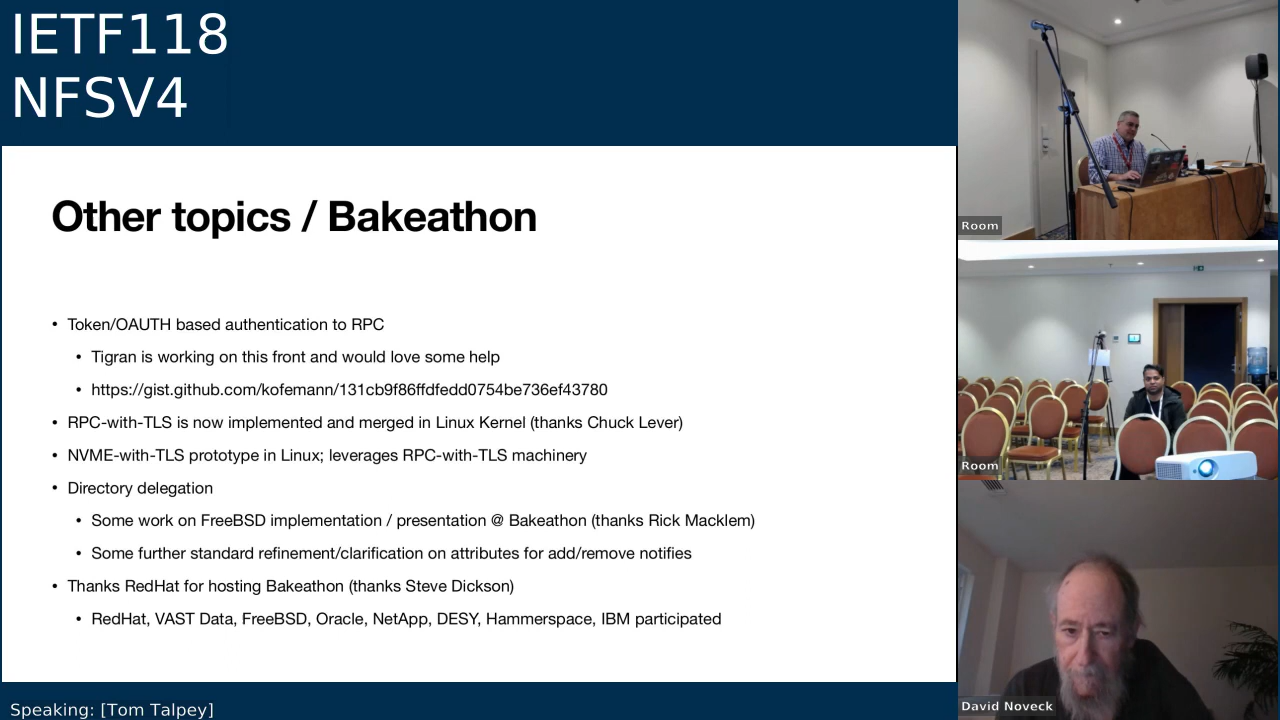 IETF118
NFSV4
Other topics / Bakeathon
• Token/OAUTH based authentication to RPC
• Tigran is working on this front and would love some help
• https://gist.github.com/kofemann/131cb9f86ffdfedd0754be736ef43780
• RPC-with-TLS is now implemented and merged in Linux Kernel (thanks Chuck Lever)
• NVME-with-TLS prototype in Linux; leverages RPC-with-TLS machinery
• Directory delegation
• Some work on FreeBSD implementation / presentation @ Bakeathon (thanks Rick Macklem)
• Some further standard refinement/clarification on attributes for add/remove notifies
• Thanks RedHat for hosting Bakeathon (thanks Steve Dickson)
• RedHat, VAST Data, FreeBSD, Oracle, NetApp, DESY, Hammerspace, IBM participated
Speaking: [Tom Talpey]
Room
Room
David Noveck